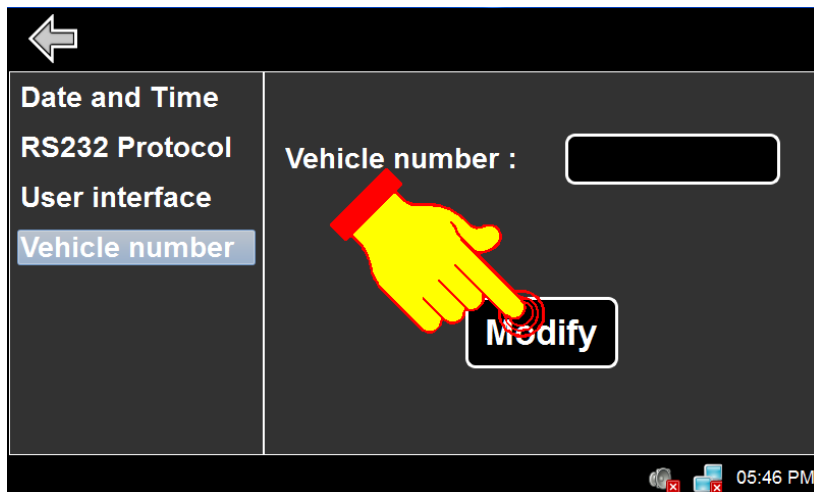 Date and Time
RS232 Protocol
User interface
Vehicle number
Vehicle number :
Modify
05:46 PM